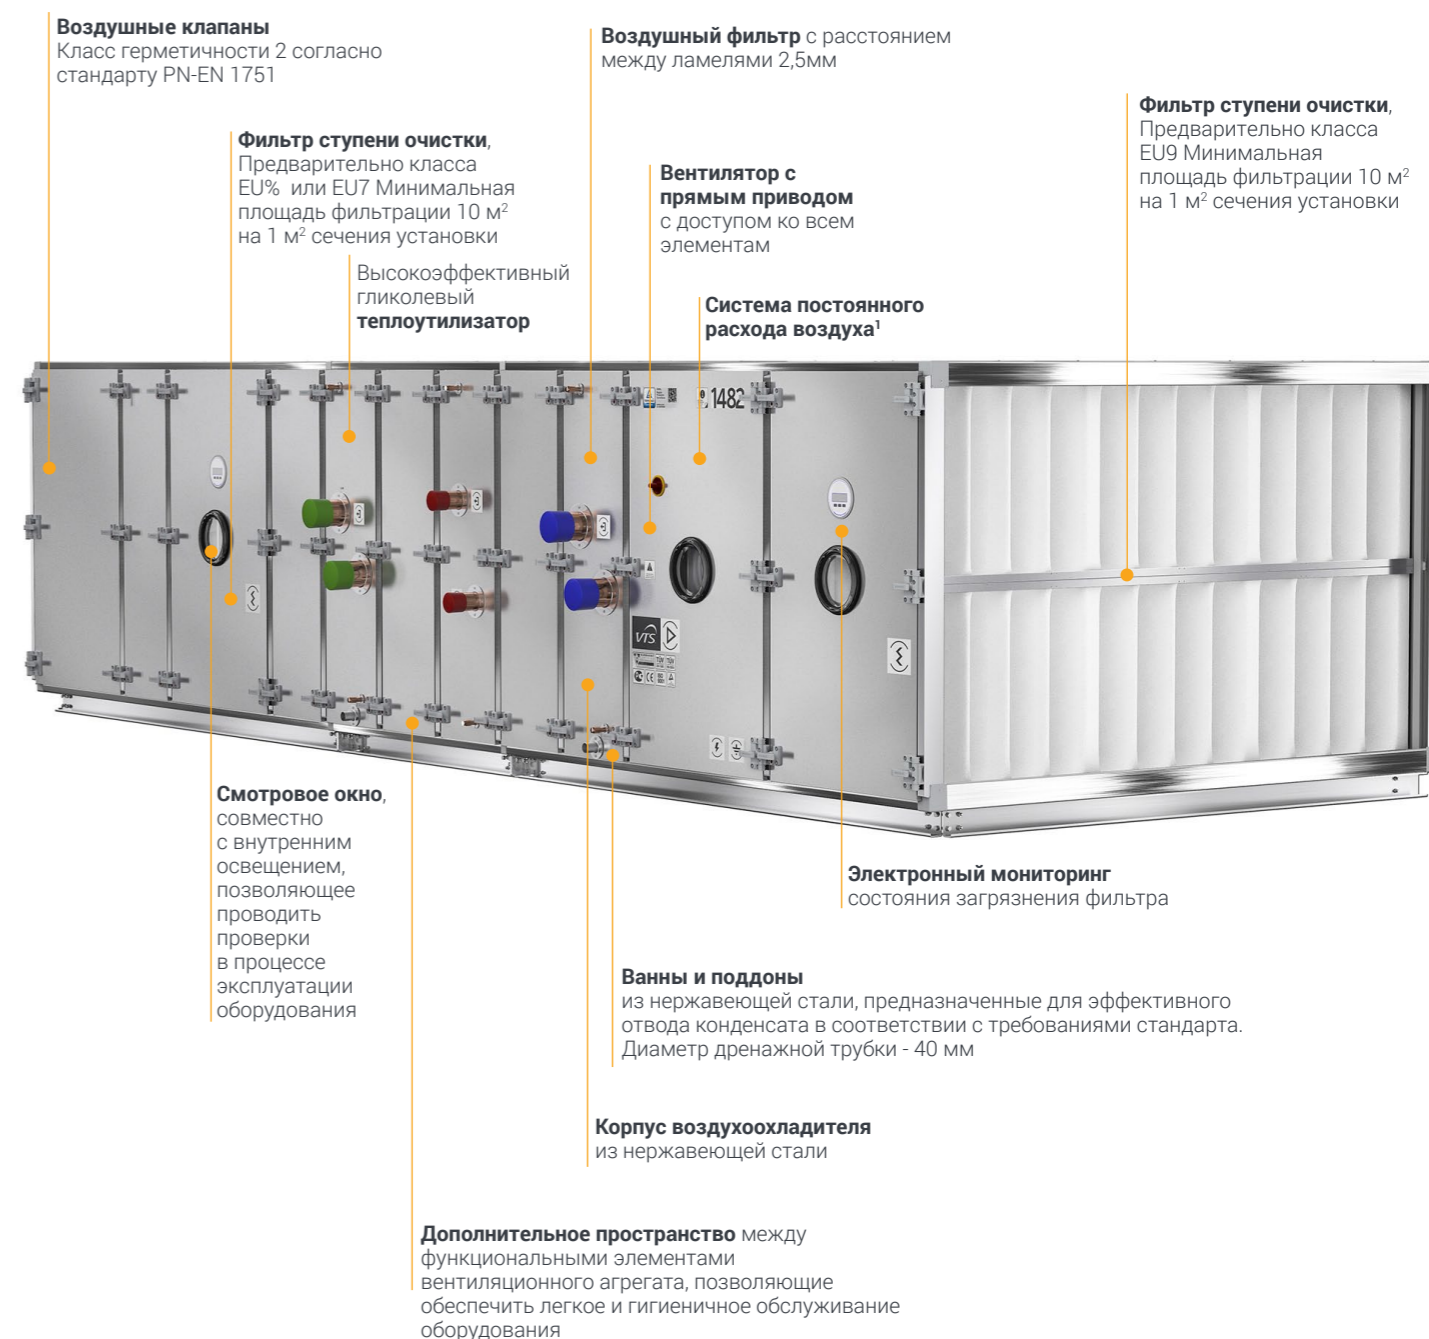 Воздушные клапаны
Класс герметичности 2 согласно
стандарту PN-EN 1751
Воздушный фильтр с расстоянием
между ламелями 2,5мм
Фильтр ступени очистки,
Предварительно класса
EU9 Минимальная
площадь фильтрации 10 м²
на 1 м² сечения установки
Фильтр ступени очистки,
Предварительно класса
EU% или EU7 Минимальная
площадь фильтрации 10 м²
на 1 м² сечения установки
Вентилятор с
прямым приводом
с доступом ко всем
элементам
Высокоэффективный
гликолевый
теплоутилизатор
Система постоянного
расхода воздуха¹
1482
VTS
Смотровое окно,
совместно
с внутренним
освещением,
позволяющее
проводить
проверки
в процессе
эксплуатации
оборудования
Электронный мониторинг
состояния загрязнения фильтра
Ванны и поддоны
из нержавеющей стали, предназначенные для эффективного
отвода конденсата в соответствии с требованиями стандарта.
Диаметр дренажной трубки - 40 мм
Корпус воздухоохладителя
из нержавеющей стали
Дополнительное пространство между
функциональными элементами
вентиляционного агрегата, позволяющие
обеспечить легкое и гигиеничное обслуживание
оборудования